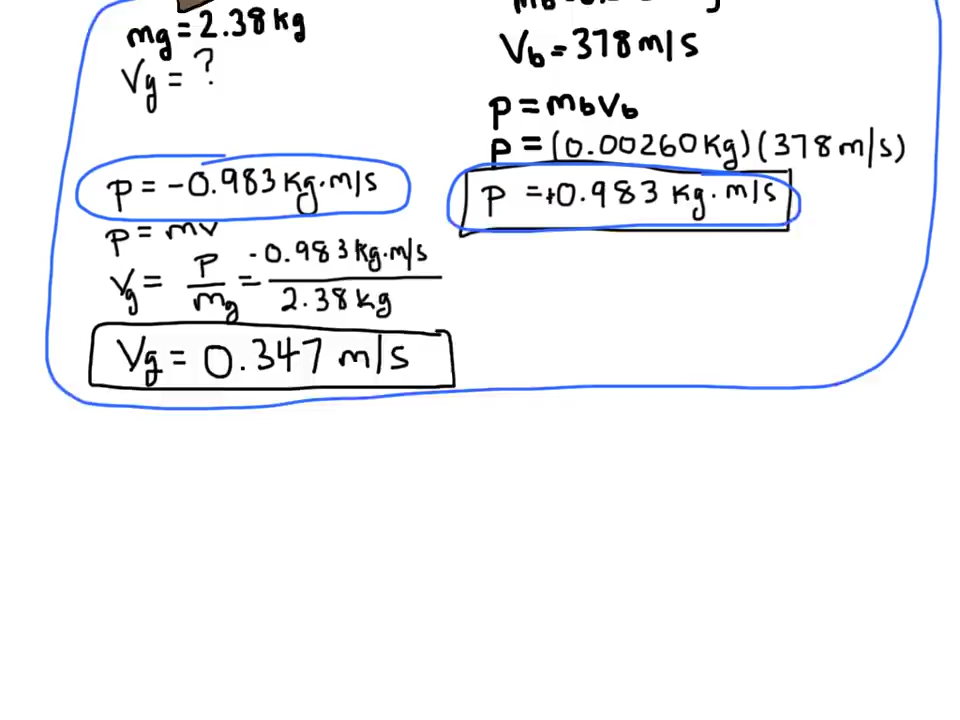 mg = 2.38 kg
Vg = ?
Vb = 378 m/s
p = mbVb
p = (0.00260 kg)(378 m/s)
p = +0.983 kg·m/s
p = -0.983 kg·m/s
p = mv
Vg = p/mg = -0.983 kg·m/s / 2.38 kg
Vg = 0.347 m/s